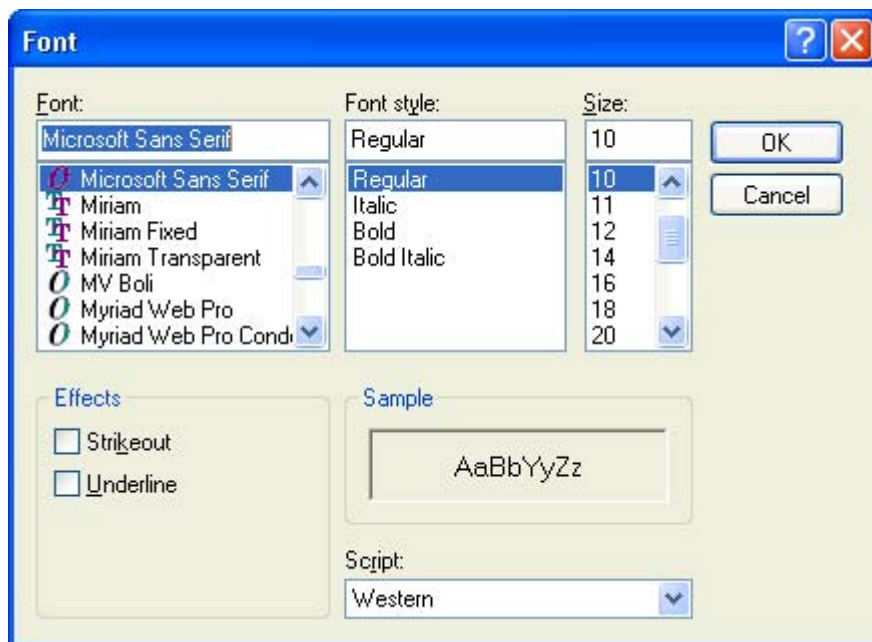 Font
Font:
Microsoft Sans Serif
Microsoft Sans Serif
Miriam
Miriam Fixed
Miriam Transparent
MV Boli
Myriad Web Pro
Myriad Web Pro Cond
Font style:
Regular
Regular
Italic
Bold
Bold Italic
Size:
10
10
11
12
14
16
18
20
OK
Cancel
Effects
Strikeout
Underline
Sample
AaBbYyZz
Script:
Western